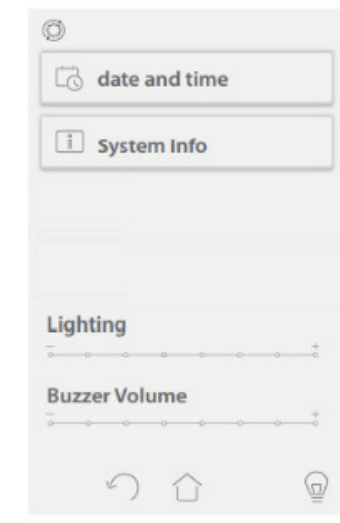 date and time
System Info
Lighting
- +
Buzzer Volume
- +